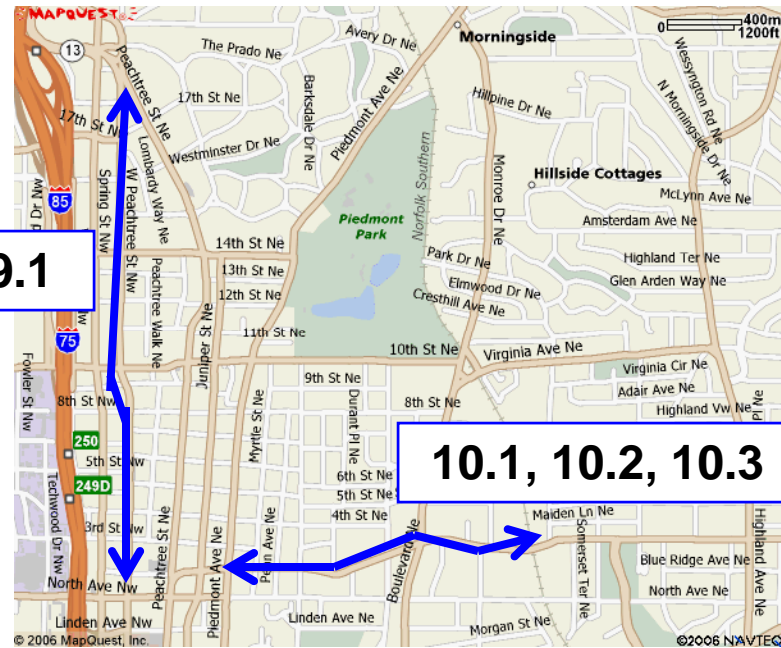 MAPQUEST
400m
0
1200ft
Avery Dr Ne
Morningside
13
The Prado Ne
Peachtree St Ne
Wessyngton Rd Ne
N Morningside Dr Ne
17th St Ne
Barksdale Dr Ne
Piedmont Ave Ne
Hillpine Dr Ne
17th St Nw
Lombardy Way Ne
Westminster Dr Ne
Norfolk Southern
Monroe Dr Ne
Hillside Cottages
85
Spring St Nw
W Peachtree St Nw
McLynn Ave Ne
Piedmont
Park
Amsterdam Ave Ne
14th St Ne
9.1
13th St Ne
Park Dr Ne
Highland Ter Ne
12th St Ne
Elmwood Dr Ne
Glen Arden Way Ne
Peachtree Walk Ne
Cresthill Ave Ne
Juniper St Ne
11th St Ne
75
10th St Ne
Virginia Ave Ne
Fowler St Nw
Virginia Cir Ne
9th St Ne
Adair Ave Ne
8th St Nw
Durant Pl Ne
8th St Ne
Highland Vw Ne
Pl Ne
Myrtle St Ne
250
5th St Nw
10.1, 10.2, 10.3
6th St Ne
249D
5th St Ne
Techwood Dr Nw
4th St Ne
Maiden Ln Ne
3rd St Nw
Peachtree St Ne
Piedmont Ave Ne
Penn Ave Ne
Boulevard Ne
Somerset Ter Ne
Highland Ave Ne
Blue Ridge Ave Ne
North Ave Nw
North Ave Ne
Linden Ave Nw
Linden Ave Ne
Morgan St Ne
© 2006 MapQuest, Inc.
©2006 NAVTEQ